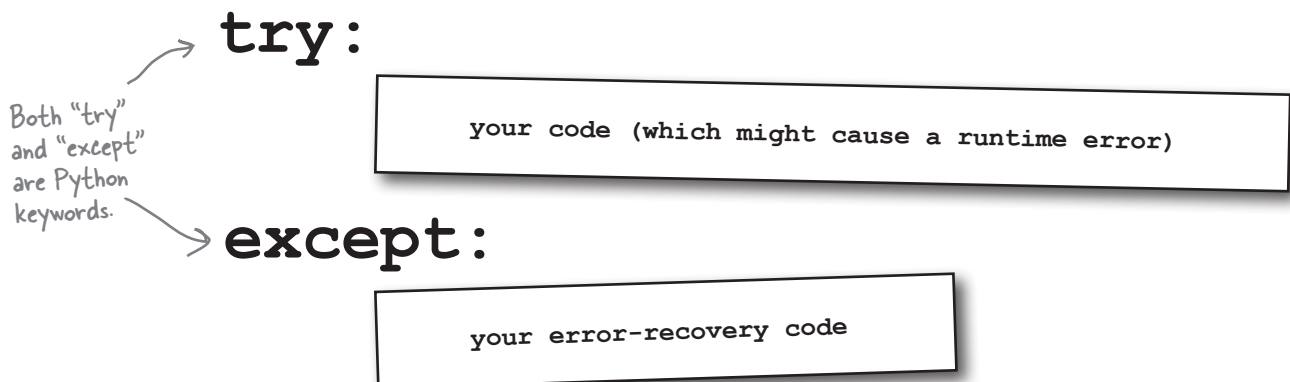 try:
Both “try”
and “except”
are Python
keywords.
your code (which might cause a runtime error)
except:
your error-recovery code